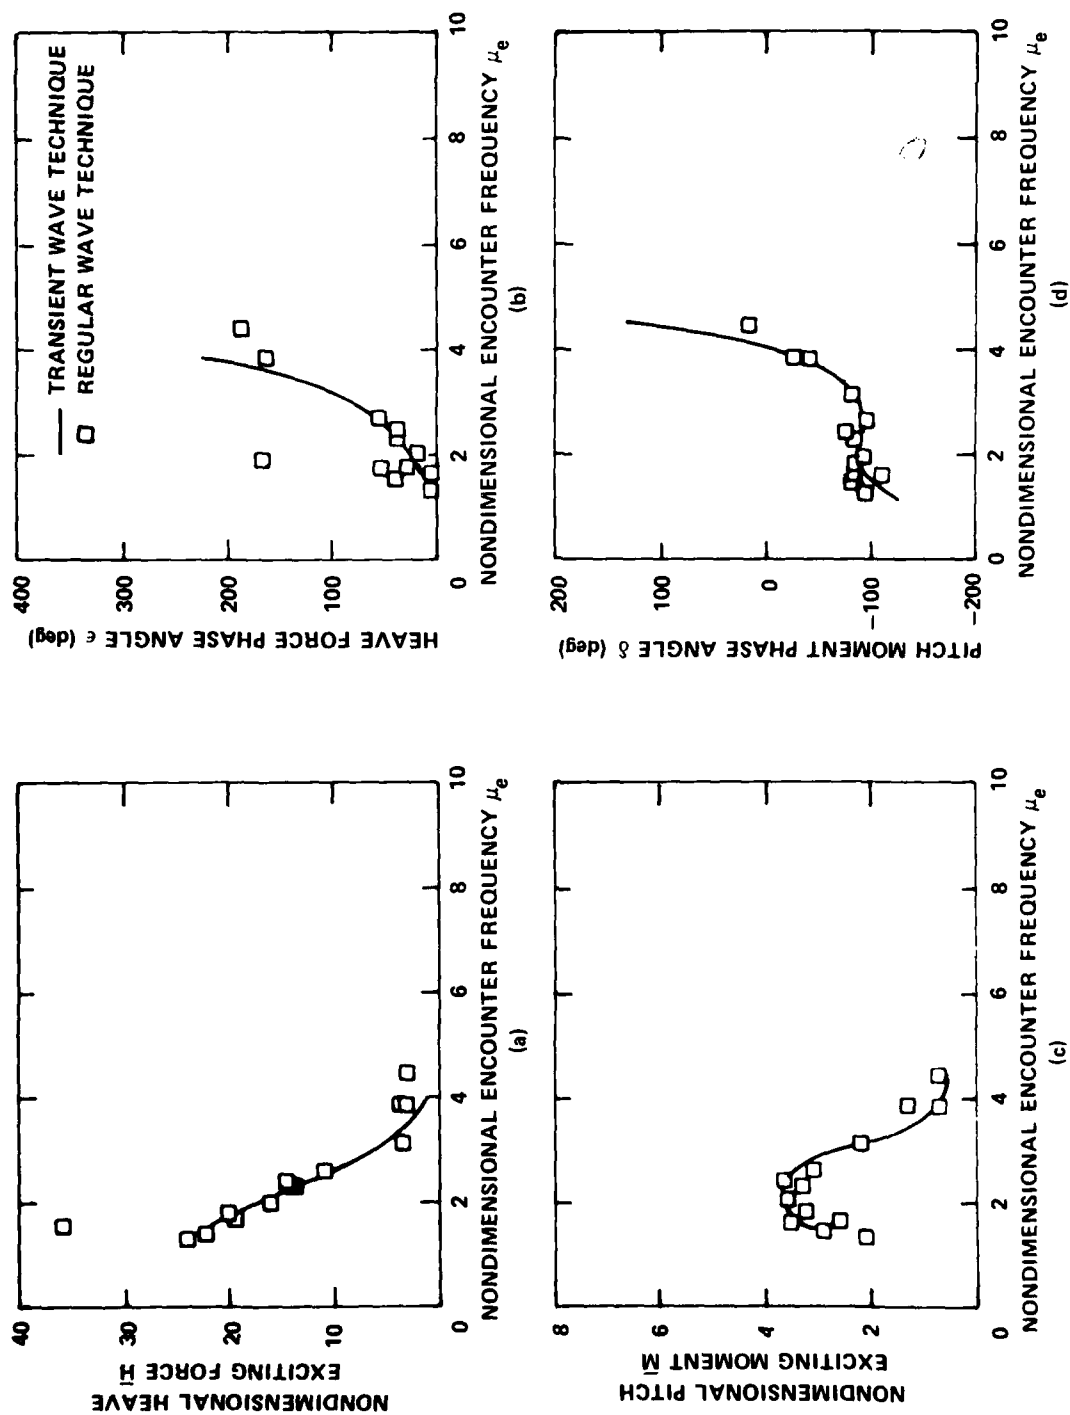 NONDIMENSIONAL HEAVE
EXCITING FORCE H̅
40
30
20
10
0
2
4
6
8
10
NONDIMENSIONAL ENCOUNTER FREQUENCY μe
(a)
HEAVE FORCE PHASE ANGLE ϵ (deg)
400
300
200
100
0
2
4
6
8
10
TRANSIENT WAVE TECHNIQUE
REGULAR WAVE TECHNIQUE
NONDIMENSIONAL ENCOUNTER FREQUENCY μe
(b)
NONDIMENSIONAL PITCH
EXCITING MOMENT M̅
8
6
4
2
0
2
4
6
8
10
NONDIMENSIONAL ENCOUNTER FREQUENCY μe
(c)
PITCH MOMENT PHASE ANGLE δ (deg)
200
100
0
-100
-200
0
2
4
6
8
10
NONDIMENSIONAL ENCOUNTER FREQUENCY μe
(d)